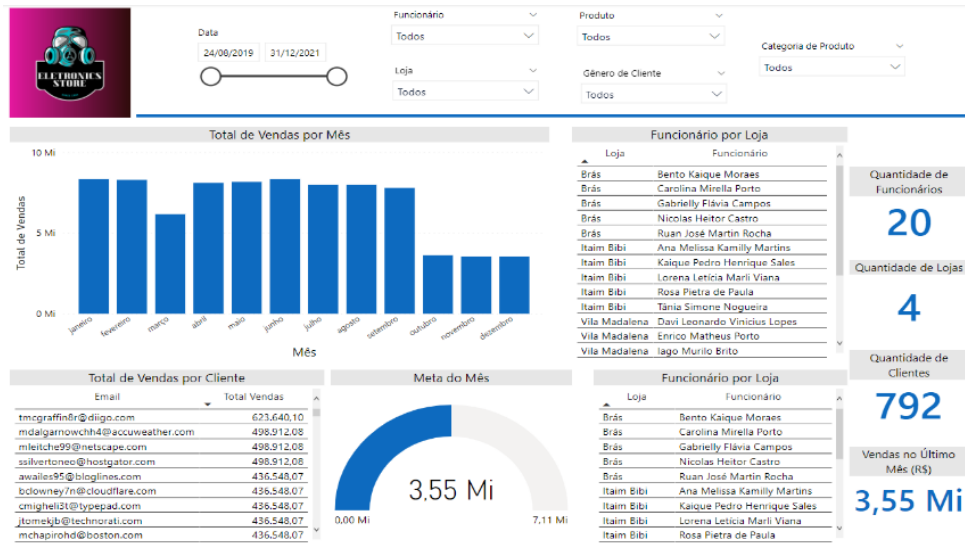 ELETRONICS
STORE
Data
24/08/2019 31/12/2021
Funcionário
Todos
Loja
Todos
Produto
Todos
Gênero de Cliente
Todos
Categoria de Produto
Todos
Total de Vendas por Mês
Total de Vendas
10 Mi
5 Mi
0 Mi
janeiro fevereiro março abril maio junho julho agosto setembro outubro novembro dezembro
Mês
Funcionário por Loja
Loja Funcionário
Brás Bento Kaique Moraes
Brás Carolina Mirella Porto
Brás Gabrielly Flávia Campos
Brás Nicolas Heitor Castro
Brás Ruan José Martin Rocha
Itaim Bibi Ana Melissa Kamilly Martins
Itaim Bibi Kaique Pedro Henrique Sales
Itaim Bibi Lorena Letícia Marli Viana
Itaim Bibi Rosa Pietra de Paula
Itaim Bibi Tânia Simone Nogueira
Vila Madalena Davi Leonardo Vinicius Lopes
Vila Madalena Enrico Matheus Porto
Vila Madalena Iago Murilo Brito
Quantidade de
Funcionários
20
Quantidade de Lojas
4
Quantidade de
Clientes
792
Vendas no Último
Mês (R$)
3,55 Mi
Total de Vendas por Cliente
Email Total Vendas
tmcgraffin8r@diigo.com 623.640,10
mdalgarnowchh4@accuweather.com 498.912,08
mleitche99@netscape.com 498.912,08
ssilvertoneo@hostgator.com 498.912,08
awailes95@bloglines.com 436.548,07
bclowney7n@cloudflare.com 436.548,07
cmigheli3t@typepad.com 436.548,07
jtomekjb@technorati.com 436.548,07
mchapirohd@boston.com 436.548,07
Meta do Mês
3,55 Mi
0,00 Mi 7,11 Mi
Funcionário por Loja
Loja Funcionário
Brás Bento Kaique Moraes
Brás Carolina Mirella Porto
Brás Gabrielly Flávia Campos
Brás Nicolas Heitor Castro
Brás Ruan José Martin Rocha
Itaim Bibi Ana Melissa Kamilly Martins
Itaim Bibi Kaique Pedro Henrique Sales
Itaim Bibi Lorena Letícia Marli Viana
Itaim Bibi Rosa Pietra de Paula